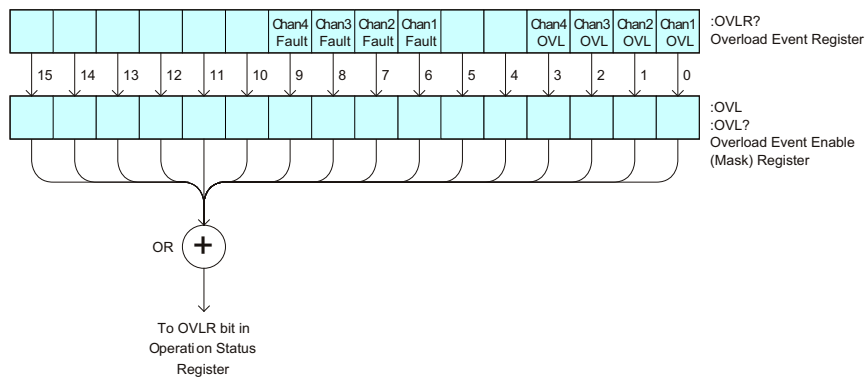 Chan4 Chan3 Chan2 Chan1 Chan4 Chan3 Chan2 Chan1
Fault Fault Fault Fault OVL OVL OVL OVL
:OVLR?
Overload Event Register
15 14 13 12 11 10 9 8 7 6 5 4 3 2 1 0
:OVL
:OVL?
Overload Event Enable
(Mask) Register
OR +
To OVLR bit in
Operation Status
Register